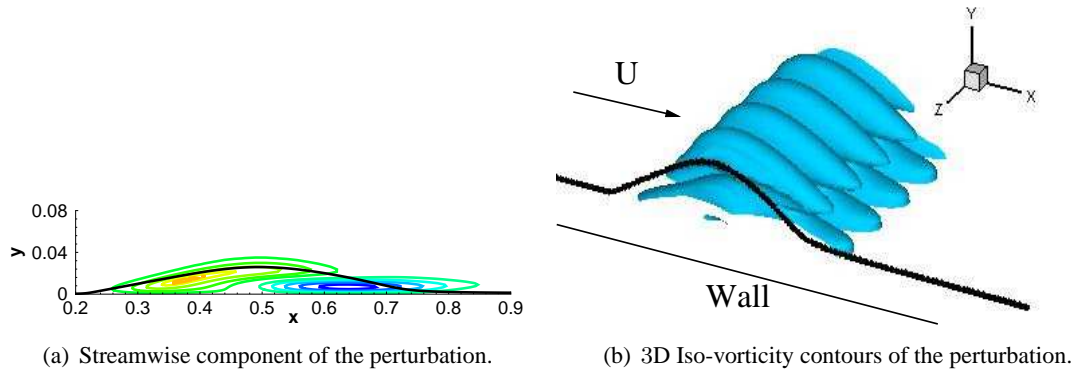 0.08
0.04
0
y
0.2 0.3 0.4 0.5 0.6 0.7 0.8 0.9
x
(a) Streamwise component of the perturbation.
U
Y
Z
X
Wall
(b) 3D Iso-vorticity contours of the perturbation.